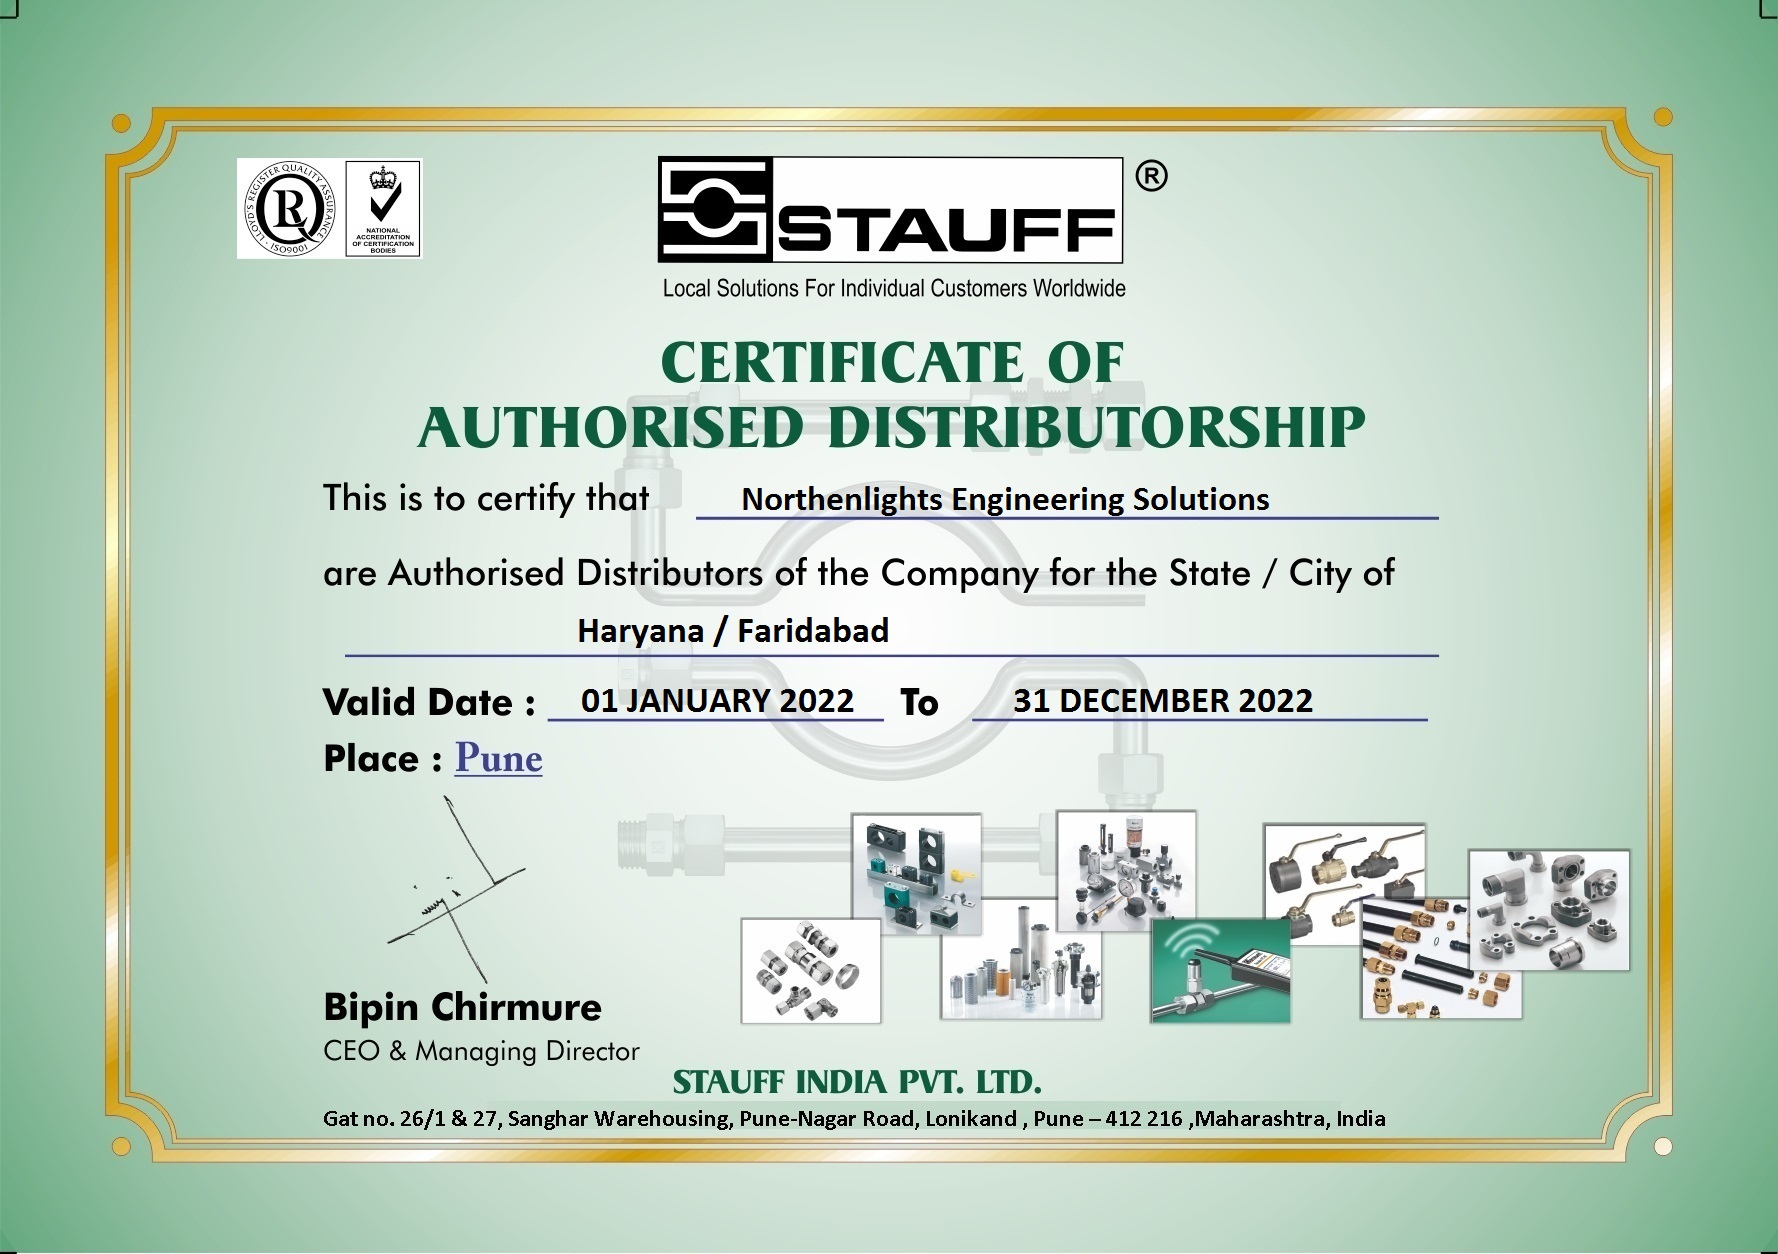 LLOYD'S REGISTER QUALITY ASSURANCE
· ISO9001 ·
LRQ
NATIONAL
ACCREDITATION
OF CERTIFICATION
BODIES
STAUFF ®
Local Solutions For Individual Customers Worldwide
CERTIFICATE OF
AUTHORISED DISTRIBUTORSHIP
This is to certify that Northenlights Engineering Solutions
are Authorised Distributors of the Company for the State / City of
Haryana / Faridabad
Valid Date : 01 JANUARY 2022 To 31 DECEMBER 2022
Place : Pune
Bipin Chirmure
CEO & Managing Director
STAUFF INDIA PVT. LTD.
Gat no. 26/1 & 27, Sanghar Warehousing, Pune-Nagar Road, Lonikand , Pune – 412 216 ,Maharashtra, India